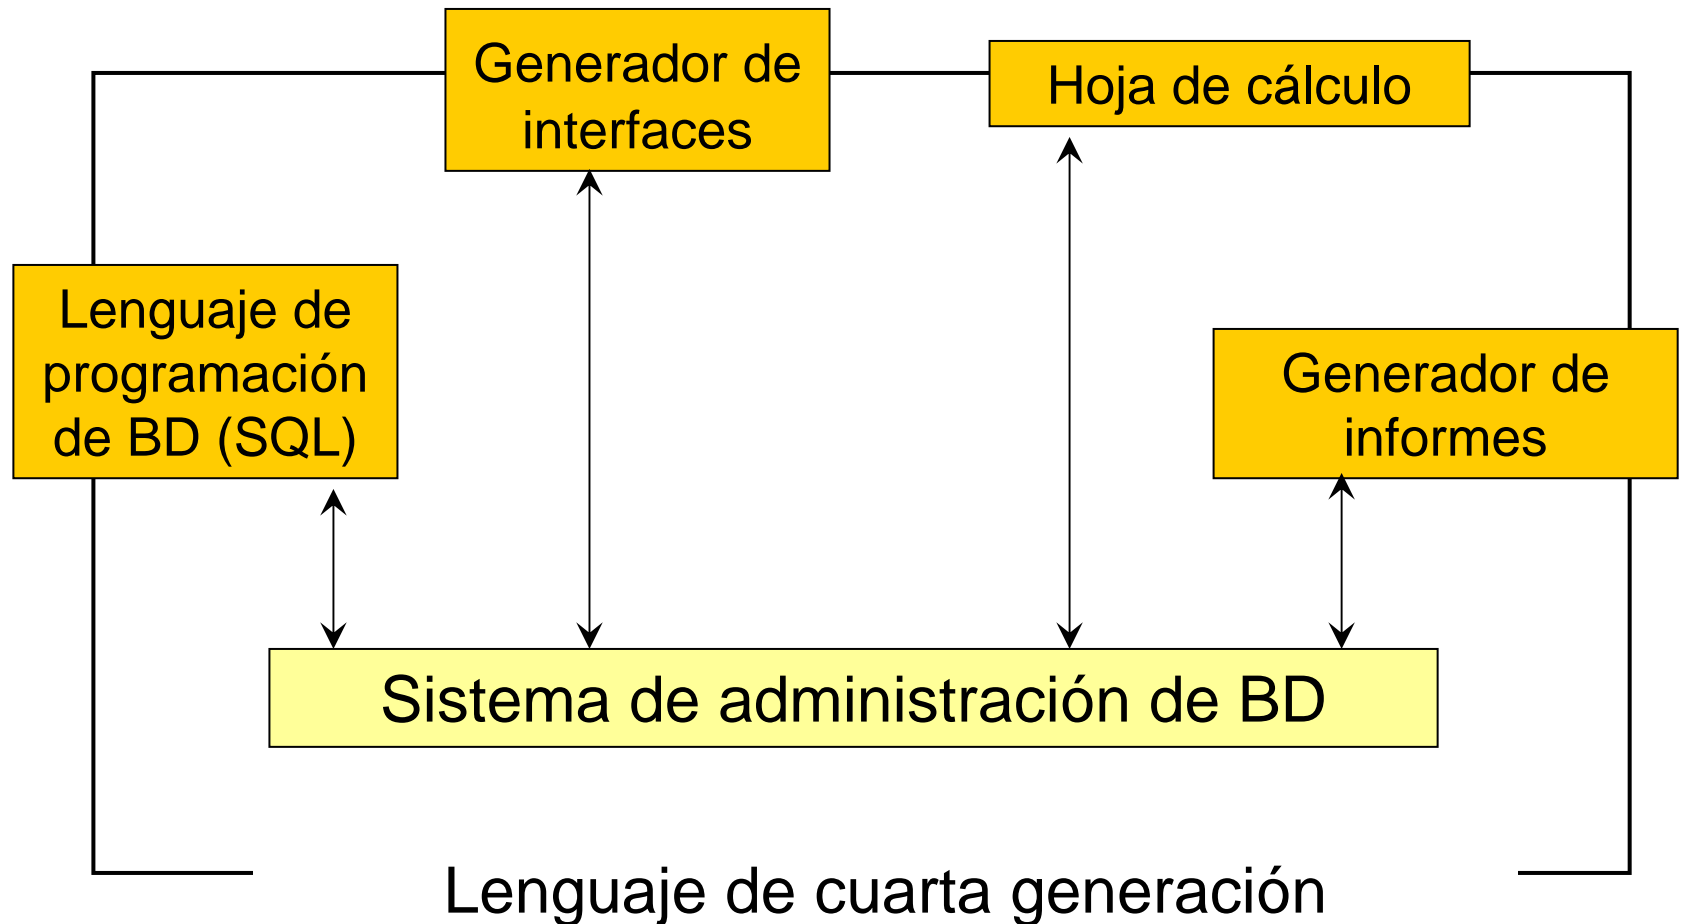 Generador de
interfaces
Hoja de cálculo
Lenguaje de
programación
de BD (SQL)
Generador de
informes
Sistema de administración de BD
Lenguaje de cuarta generación